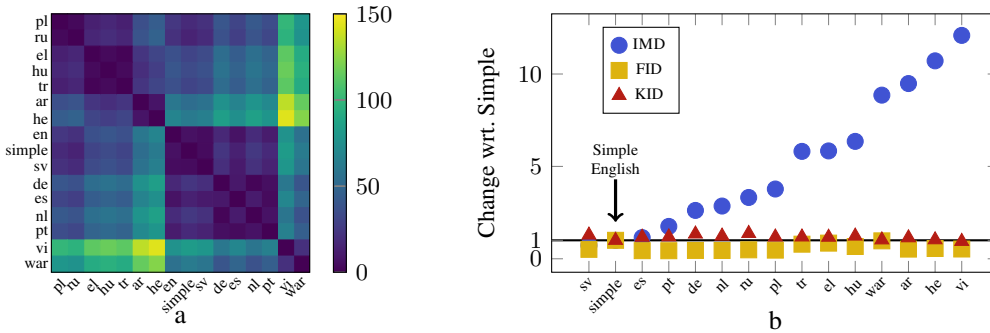 pl
ru
el
hu
tr
ar
he
en
simple
sv
de
es
nl
pt
vi
war
pl ru el hu tr ar he en simple sv de es nl pt vi war
150
100
50
0
a
Change wrt. Simple
10
5
1
0
IMD
FID
KID
Simple
English
sv simple es pt de nl ru pl tr el hu war ar he vi
b